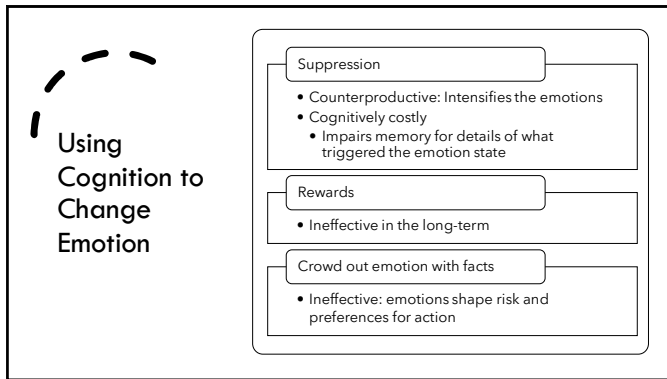 Using
Cognition to
Change
Emotion
Suppression
• Counterproductive: Intensifies the emotions
• Cognitively costly
• Impairs memory for details of what
triggered the emotion state
Rewards
• Ineffective in the long-term
Crowd out emotion with facts
• Ineffective: emotions shape risk and
preferences for action